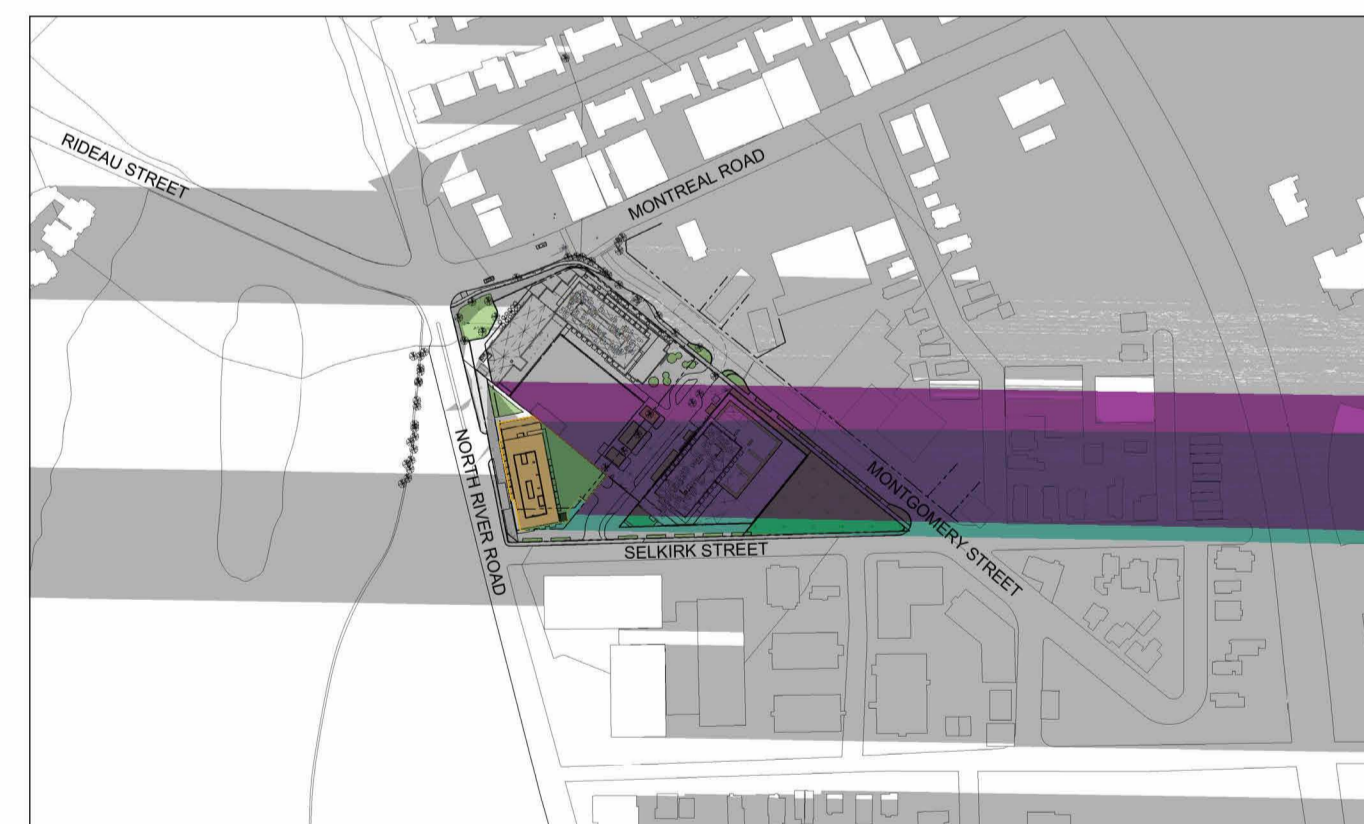 RIDEAU STREET
MONTREAL ROAD
NORTH RIVER ROAD
MONTGOMERY STREET
SELKIRK STREET